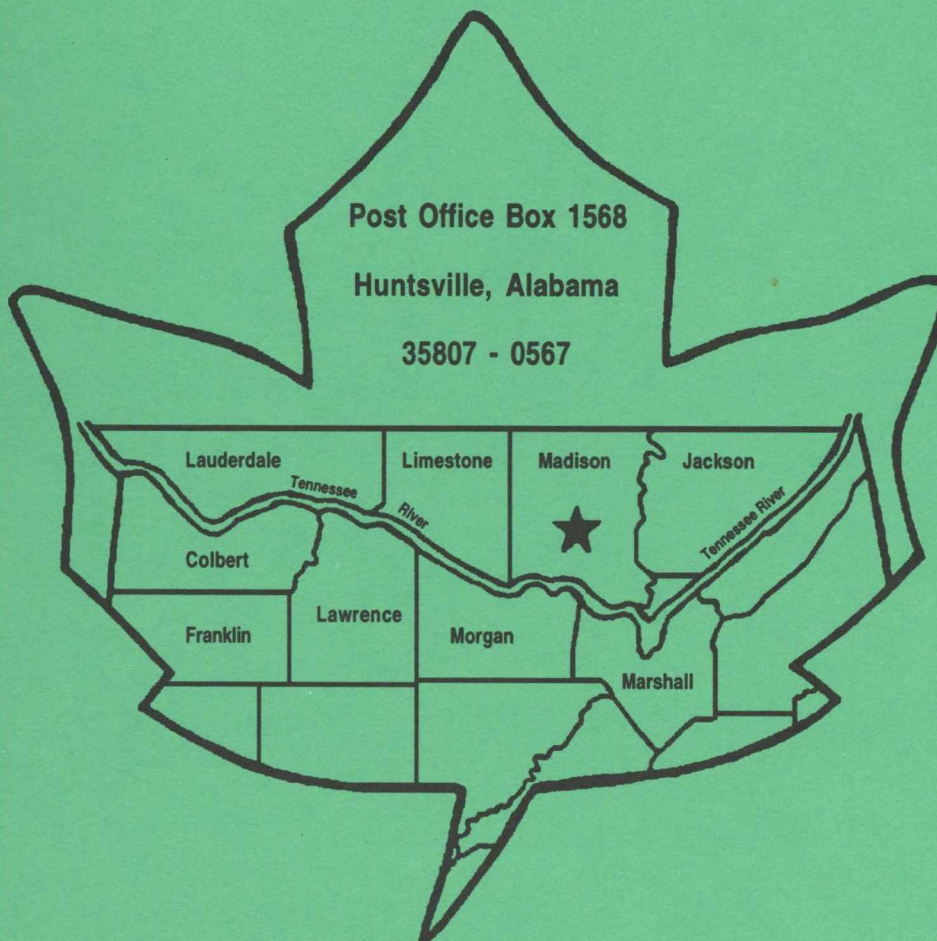 Post Office Box 1568
Huntsville, Alabama
35807 - 0567
Lauderdale
Limestone
Madison
Jackson
Tennessee
River
Tennessee River
Colbert
Lawrence
Franklin
Morgan
Marshall